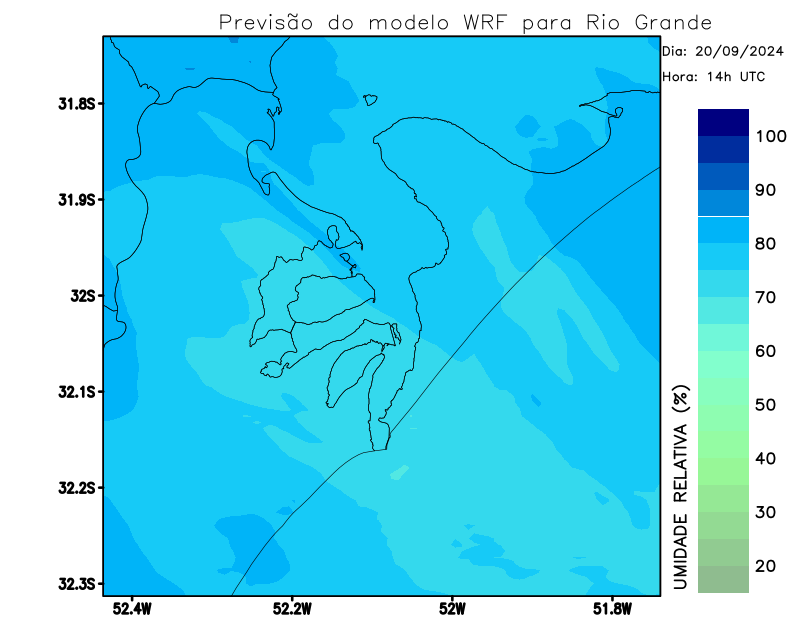 Previsão do modelo WRF para Rio Grande
Dia: 20/09/2024
Hora: 14h UTC
31.8S
31.9S
32S
32.1S
32.2S
32.3S
52.4W
52.2W
52W
51.8W
100
90
80
70
60
50
40
30
20
UMIDADE RELATIVA (%)